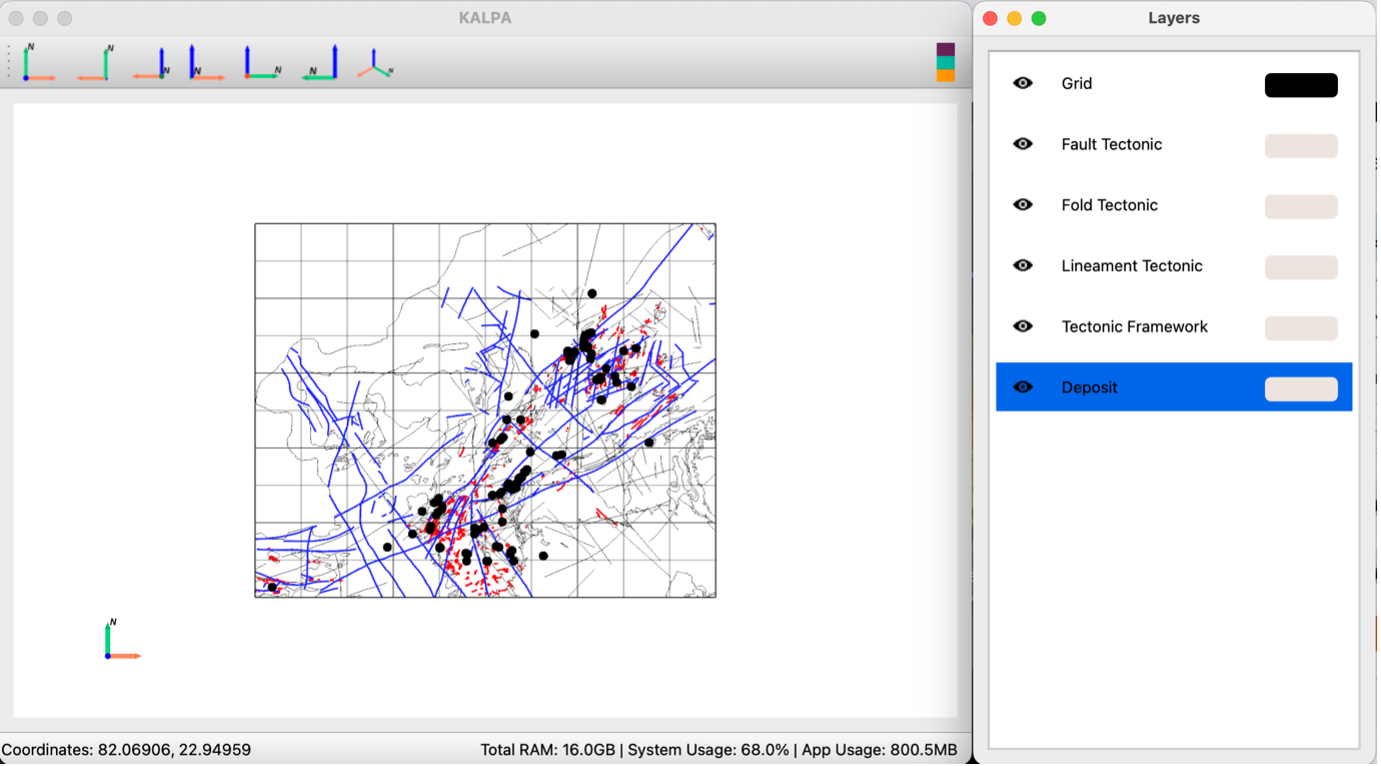 KALPA
Layers
N
N
N
N
N
N
N
Grid
Fault Tectonic
Fold Tectonic
Lineament Tectonic
Tectonic Framework
Deposit
N
Coordinates: 82.06906, 22.94959
Total RAM: 16.0GB | System Usage: 68.0% | App Usage: 800.5MB